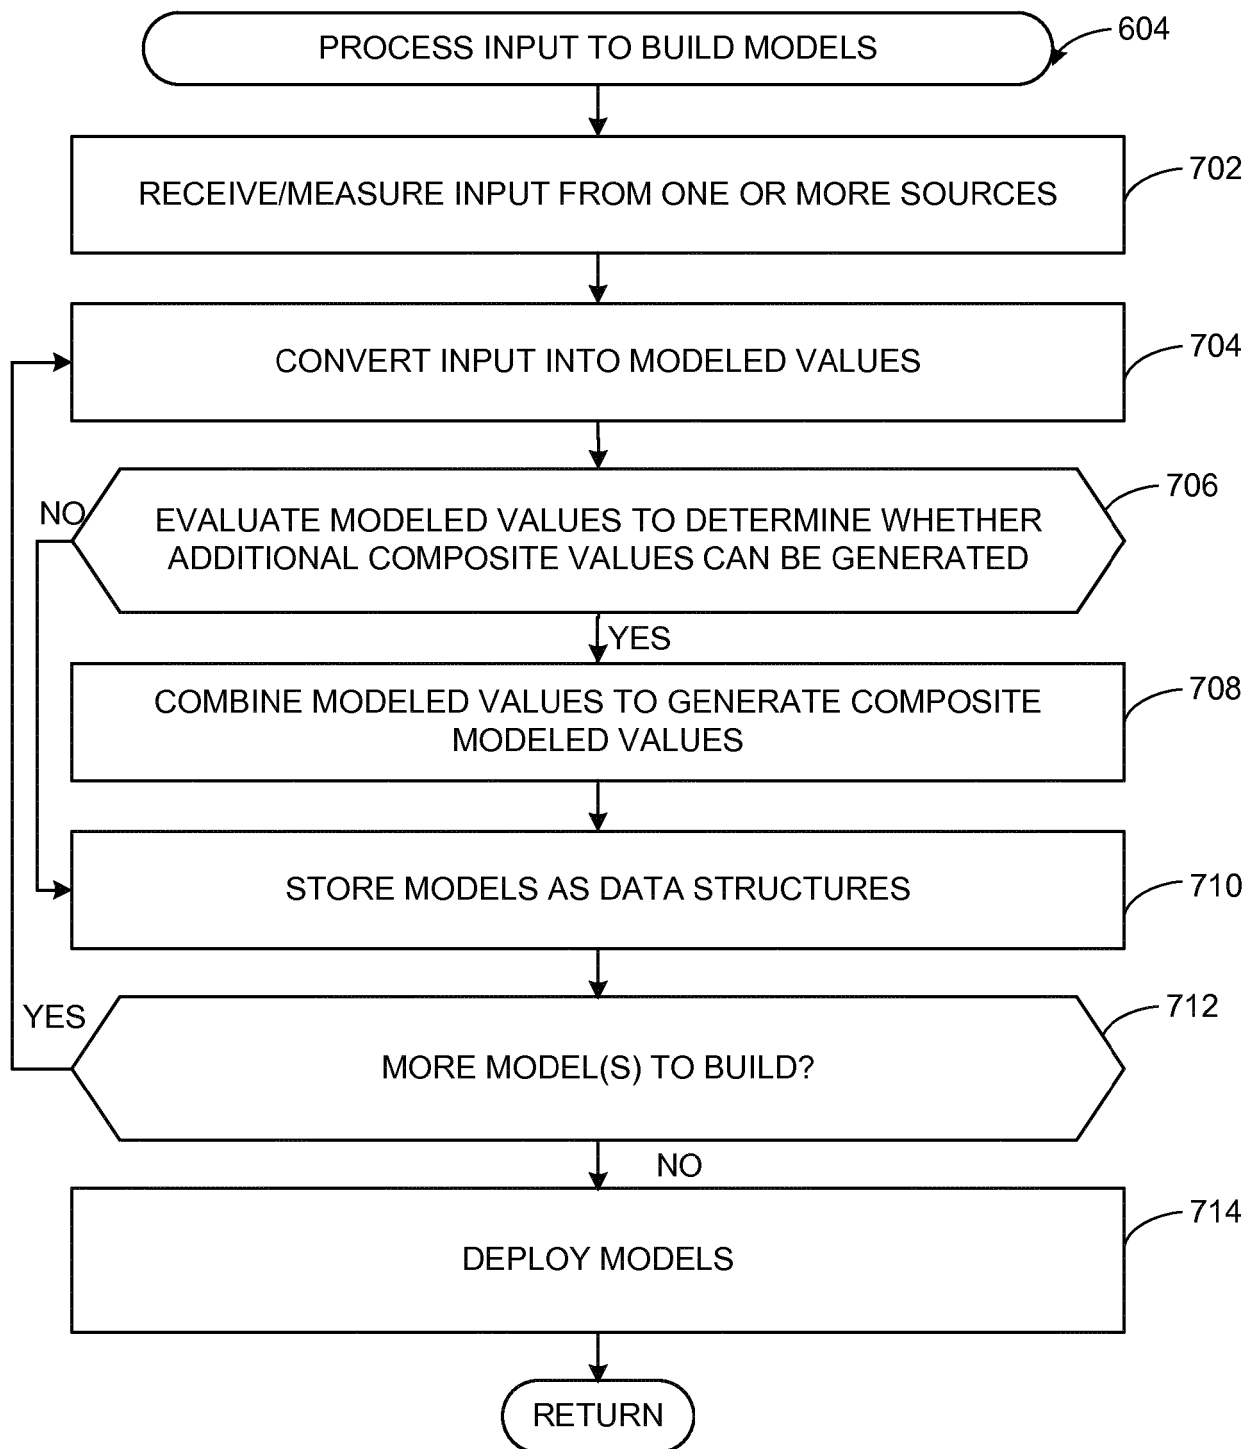 PROCESS INPUT TO BUILD MODELS
604
RECEIVE/MEASURE INPUT FROM ONE OR MORE SOURCES
702
CONVERT INPUT INTO MODELED VALUES
704
NO
EVALUATE MODELED VALUES TO DETERMINE WHETHER
ADDITIONAL COMPOSITE VALUES CAN BE GENERATED
706
YES
COMBINE MODELED VALUES TO GENERATE COMPOSITE
MODELED VALUES
708
STORE MODELS AS DATA STRUCTURES
710
YES
MORE MODEL(S) TO BUILD?
712
NO
DEPLOY MODELS
714
RETURN